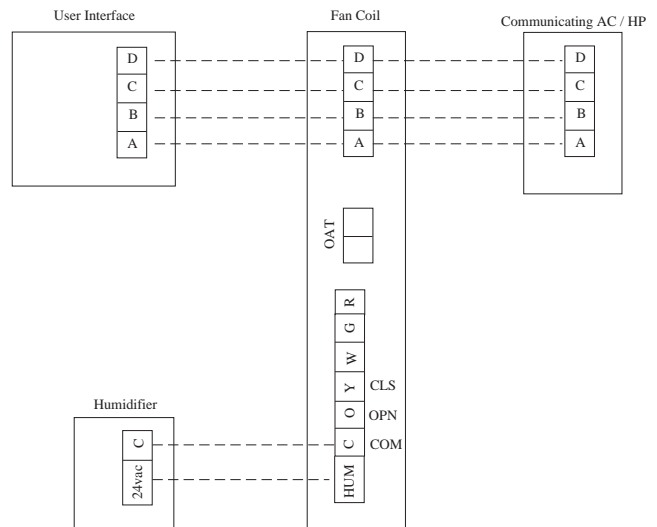 User Interface
Fan Coil
Communicating AC / HP
D
C
B
A
D
C
B
A
D
C
B
A
OAT
R
G
W
Y CLS
O OPN
C COM
HUM
Humidifier
C
24vac